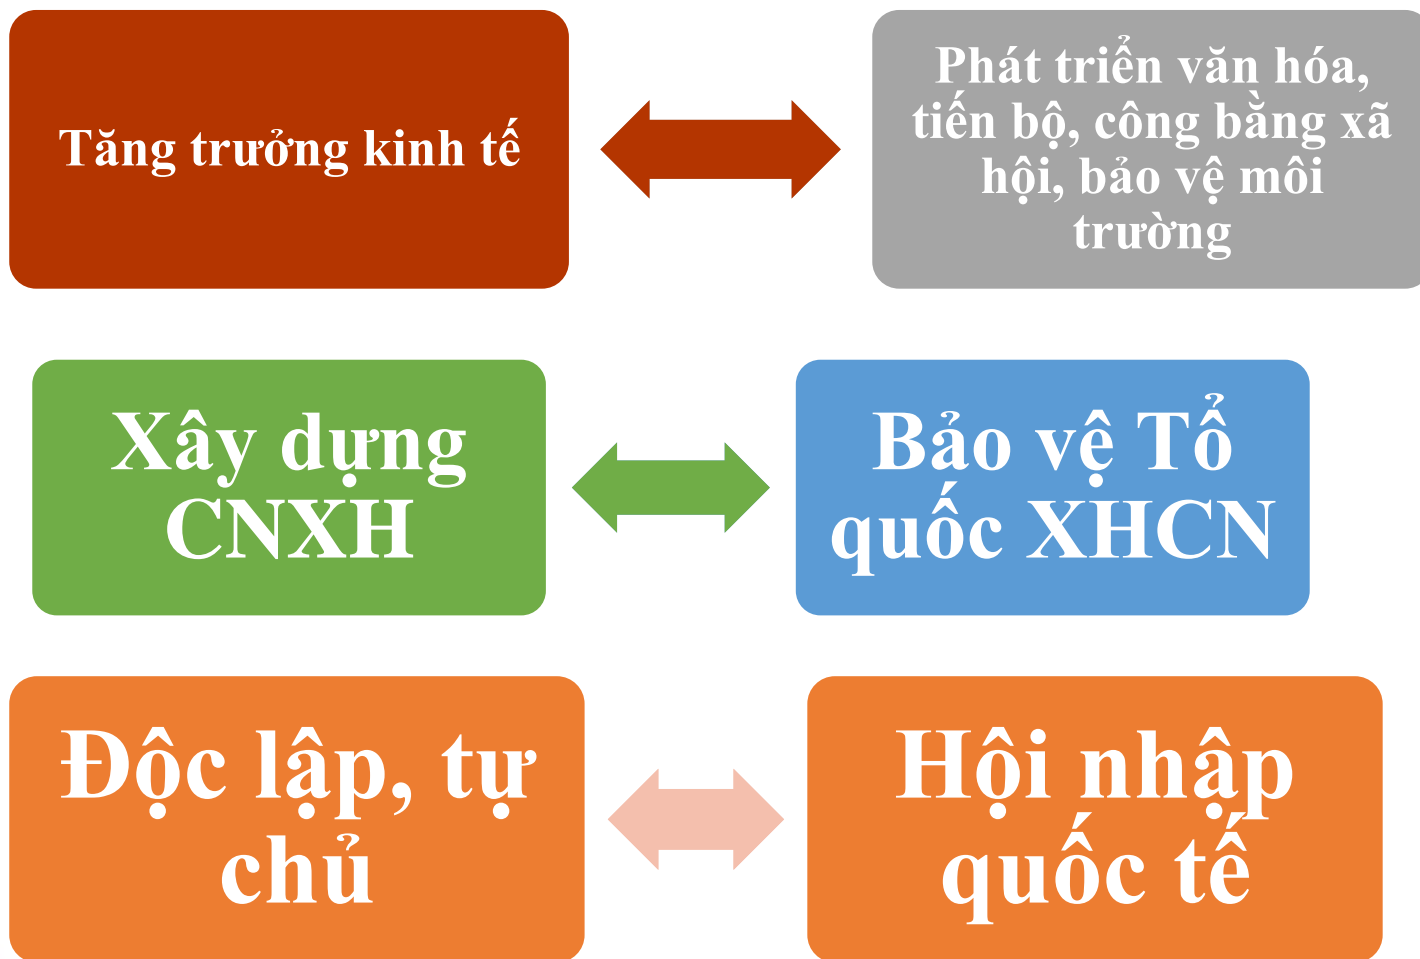 Tăng trưởng kinh tế
Phát triển văn hóa,
tiến bộ, công bằng xã
hội, bảo vệ môi
trường
Xây dựng
CNXH
Bảo vệ Tổ
quốc XHCN
Độc lập, tự
chủ
Hội nhập
quốc tế